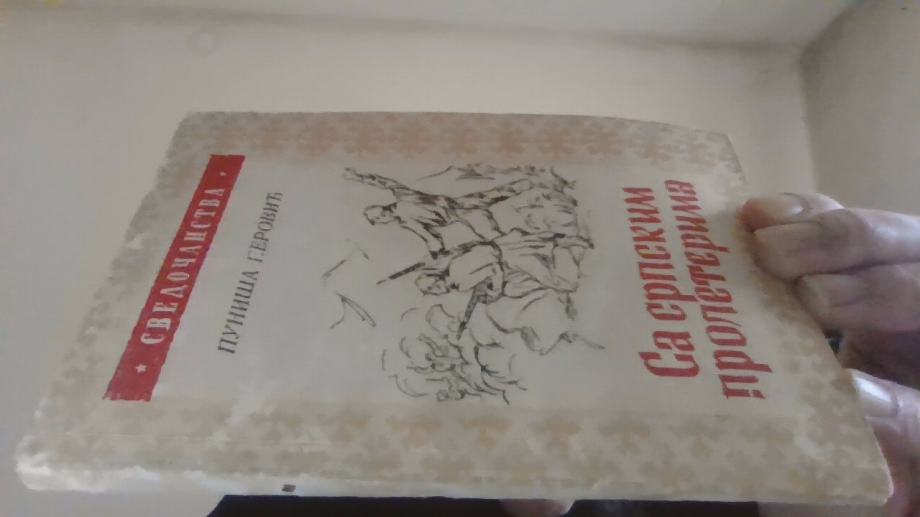 ★ СВЕДОЧАНСТВА ★
ПУНИША ПЕРОВИЋ
Са српским
пролетерима